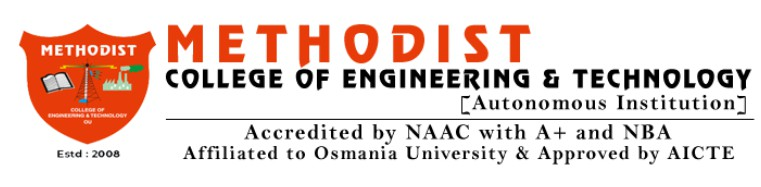 METHODIST
COLLEGE OF
ENGINEERING & TECHNOLOGY
OU
Estd : 2008
METHODIST
COLLEGE OF ENGINEERING & TECHNOLOGY
[Autonomous Institution]
Accredited by NAAC with A+ and NBA
Affiliated to Osmania University & Approved by AICTE